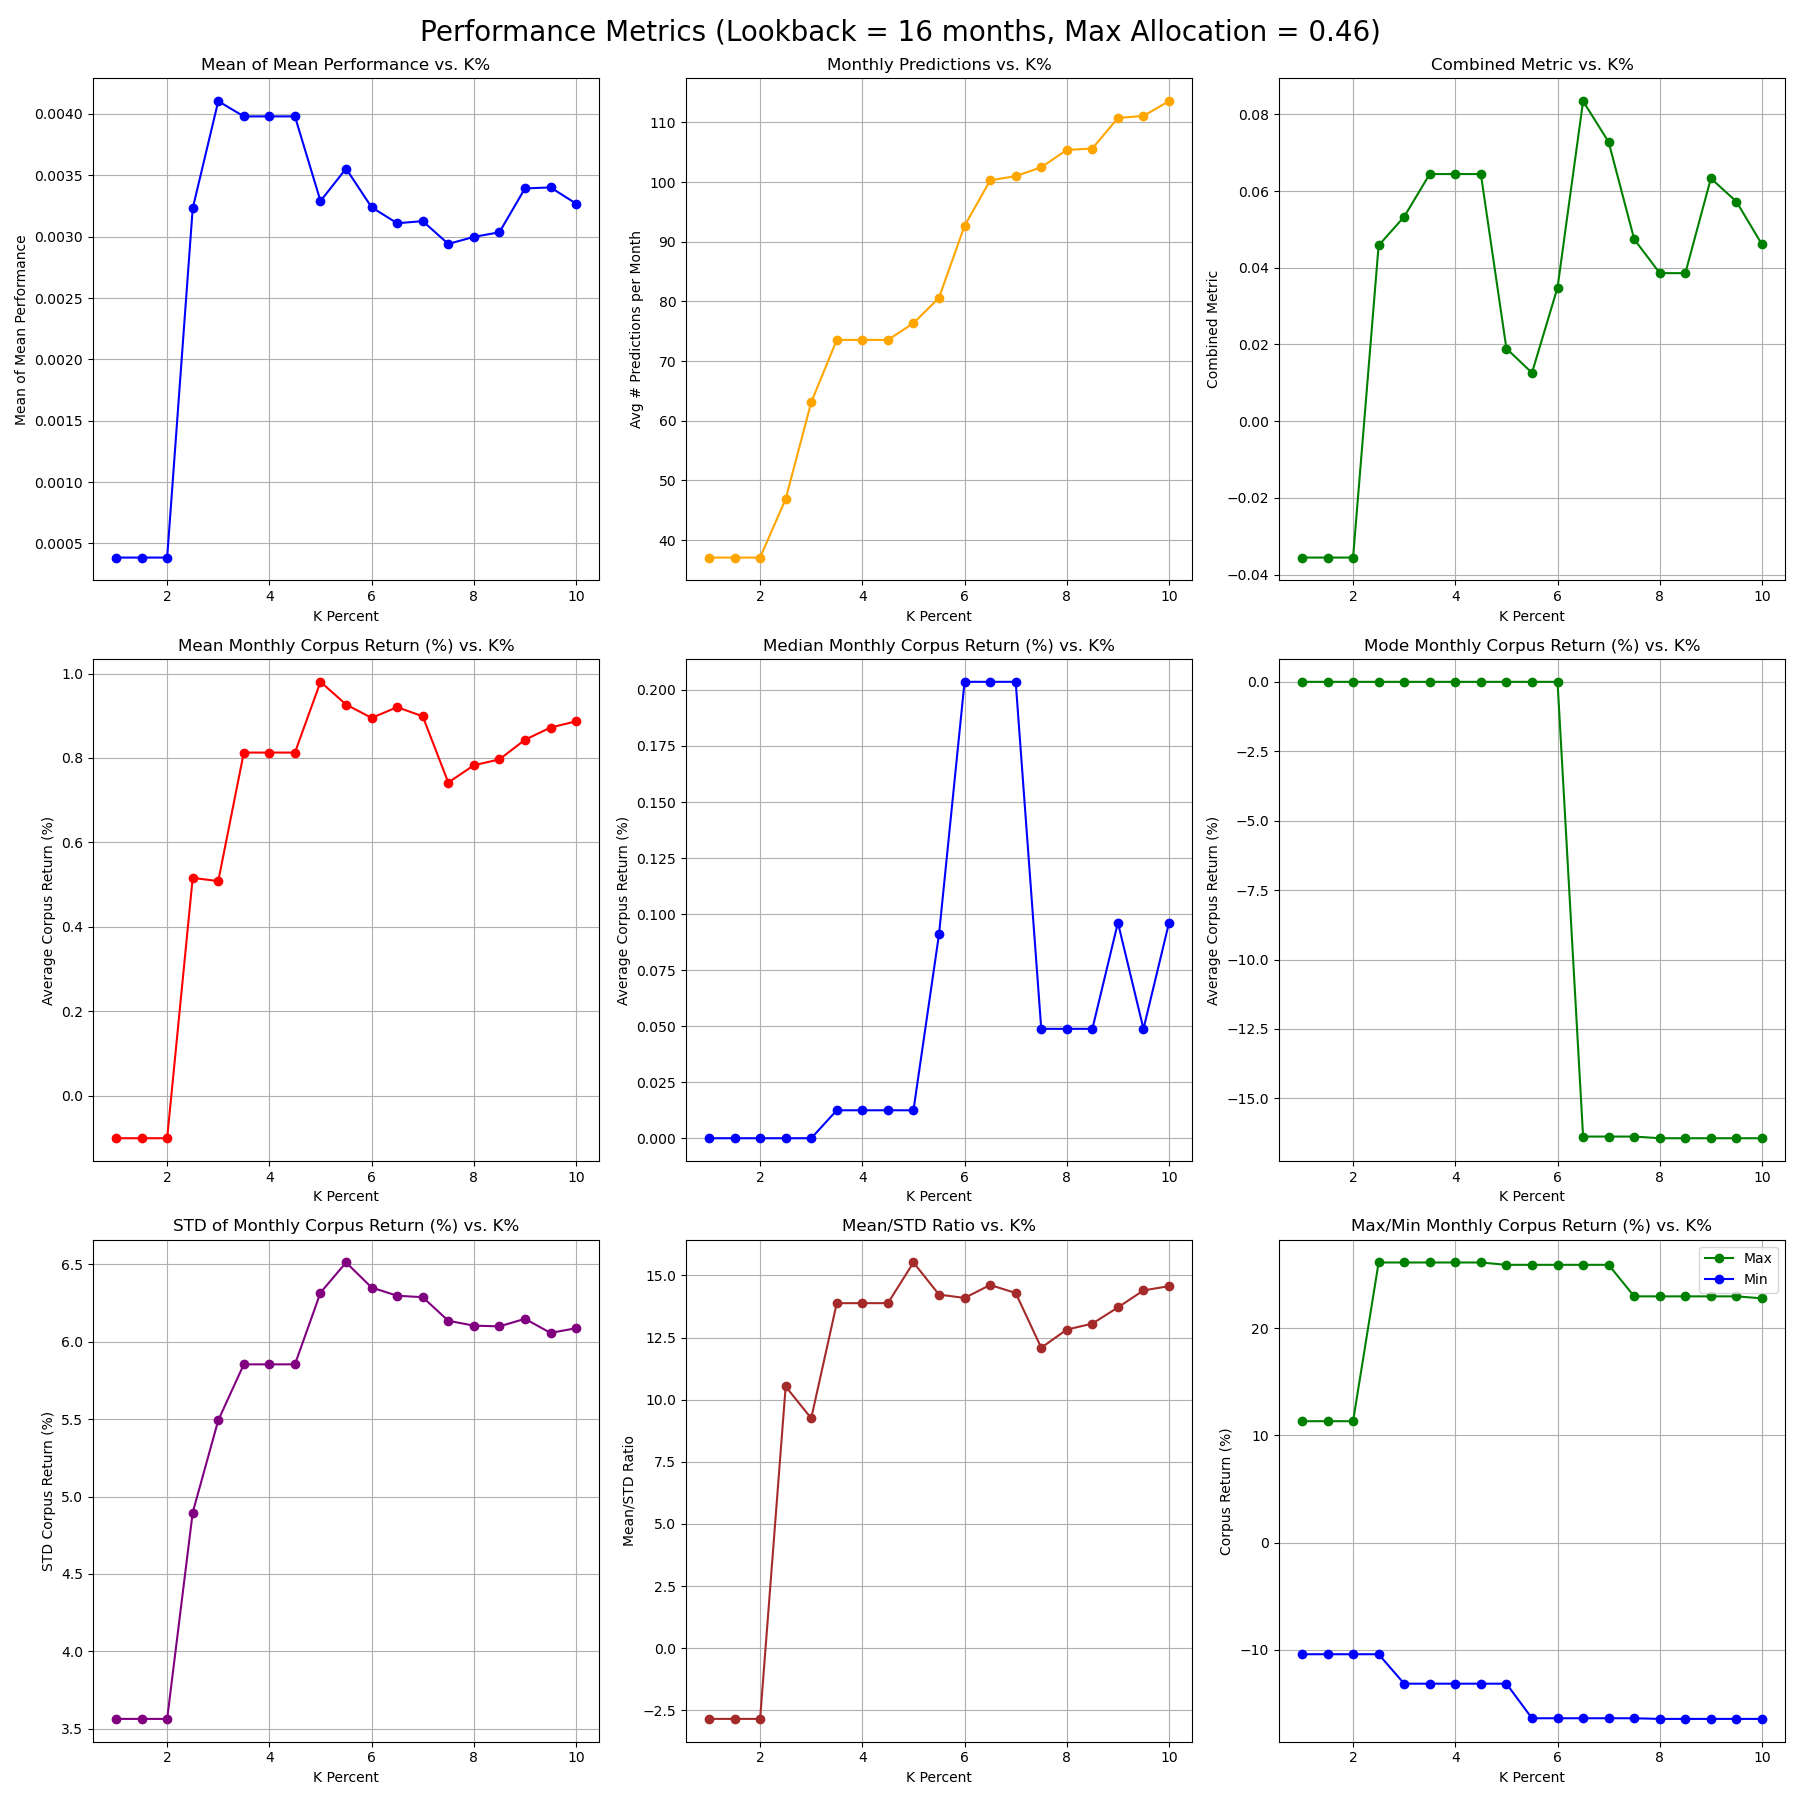 Performance Metrics (Lookback = 16 months, Max Allocation = 0.46)
Mean of Mean Performance vs. K%
Mean of Mean Performance
0.0040
0.0035
0.0030
0.0025
0.0020
0.0015
0.0010
0.0005
2 4 6 8 10
K Percent
Monthly Predictions vs. K%
Avg # Predictions per Month
110
100
90
80
70
60
50
40
2 4 6 8 10
K Percent
Combined Metric vs. K%
Combined Metric
0.08
0.06
0.04
0.02
0.00
−0.02
−0.04
2 4 6 8 10
K Percent
Mean Monthly Corpus Return (%) vs. K%
Average Corpus Return (%)
1.0
0.8
0.6
0.4
0.2
0.0
2 4 6 8 10
K Percent
Median Monthly Corpus Return (%) vs. K%
Average Corpus Return (%)
0.200
0.175
0.150
0.125
0.100
0.075
0.050
0.025
0.000
2 4 6 8 10
K Percent
Mode Monthly Corpus Return (%) vs. K%
Average Corpus Return (%)
0.0
−2.5
−5.0
−7.5
−10.0
−12.5
−15.0
2 4 6 8 10
K Percent
STD of Monthly Corpus Return (%) vs. K%
STD Corpus Return (%)
6.5
6.0
5.5
5.0
4.5
4.0
3.5
2 4 6 8 10
K Percent
Mean/STD Ratio vs. K%
Mean/STD Ratio
15.0
12.5
10.0
7.5
5.0
2.5
0.0
−2.5
2 4 6 8 10
K Percent
Max/Min Monthly Corpus Return (%) vs. K%
Corpus Return (%)
Max
Min
20
10
0
−10
2 4 6 8 10
K Percent